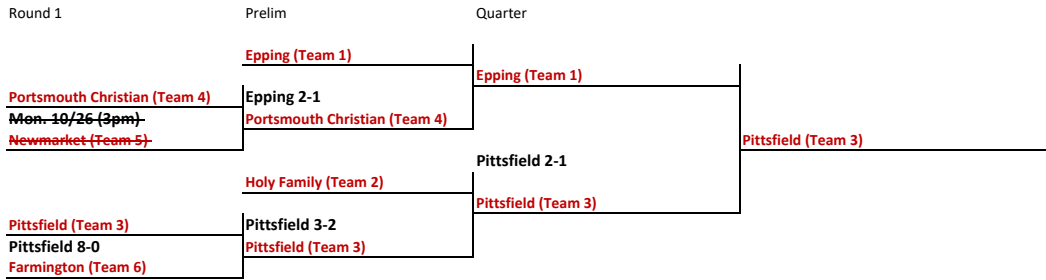 Round 1
Prelim
Quarter
Epping (Team 1)
Epping (Team 1)
Portsmouth Christian (Team 4)
Epping 2-1
Mon. 10/26 (3pm)
Portsmouth Christian (Team 4)
Newmarket (Team 5)
Pittsfield (Team 3)
Pittsfield 2-1
Holy Family (Team 2)
Pittsfield (Team 3)
Pittsfield (Team 3)
Pittsfield 3-2
Pittsfield 8-0
Pittsfield (Team 3)
Farmington (Team 6)